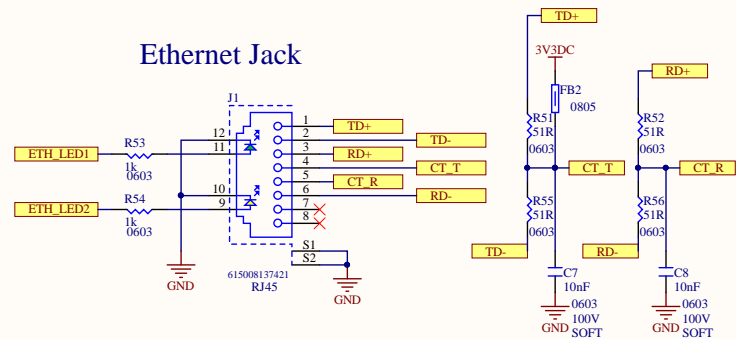 Ethernet Jack
J1
12
11
10
9
1
2
3
4
5
6
7
8
TD+
TD-
RD+
CT_T
CT_R
RD-
ETH_LED1
R53
1k
0603
ETH_LED2
R54
1k
0603
GND
S1
S2
615008137421
RJ45
GND
TD+
3V3DC
FB2
0805
R51
51R
0603
CT_T
R55
51R
0603
TD-
C7
10nF
0603
100V
SOFT
GND
RD+
R52
51R
0603
CT_R
R56
51R
0603
RD-
C8
10nF
0603
100V
SOFT
GND